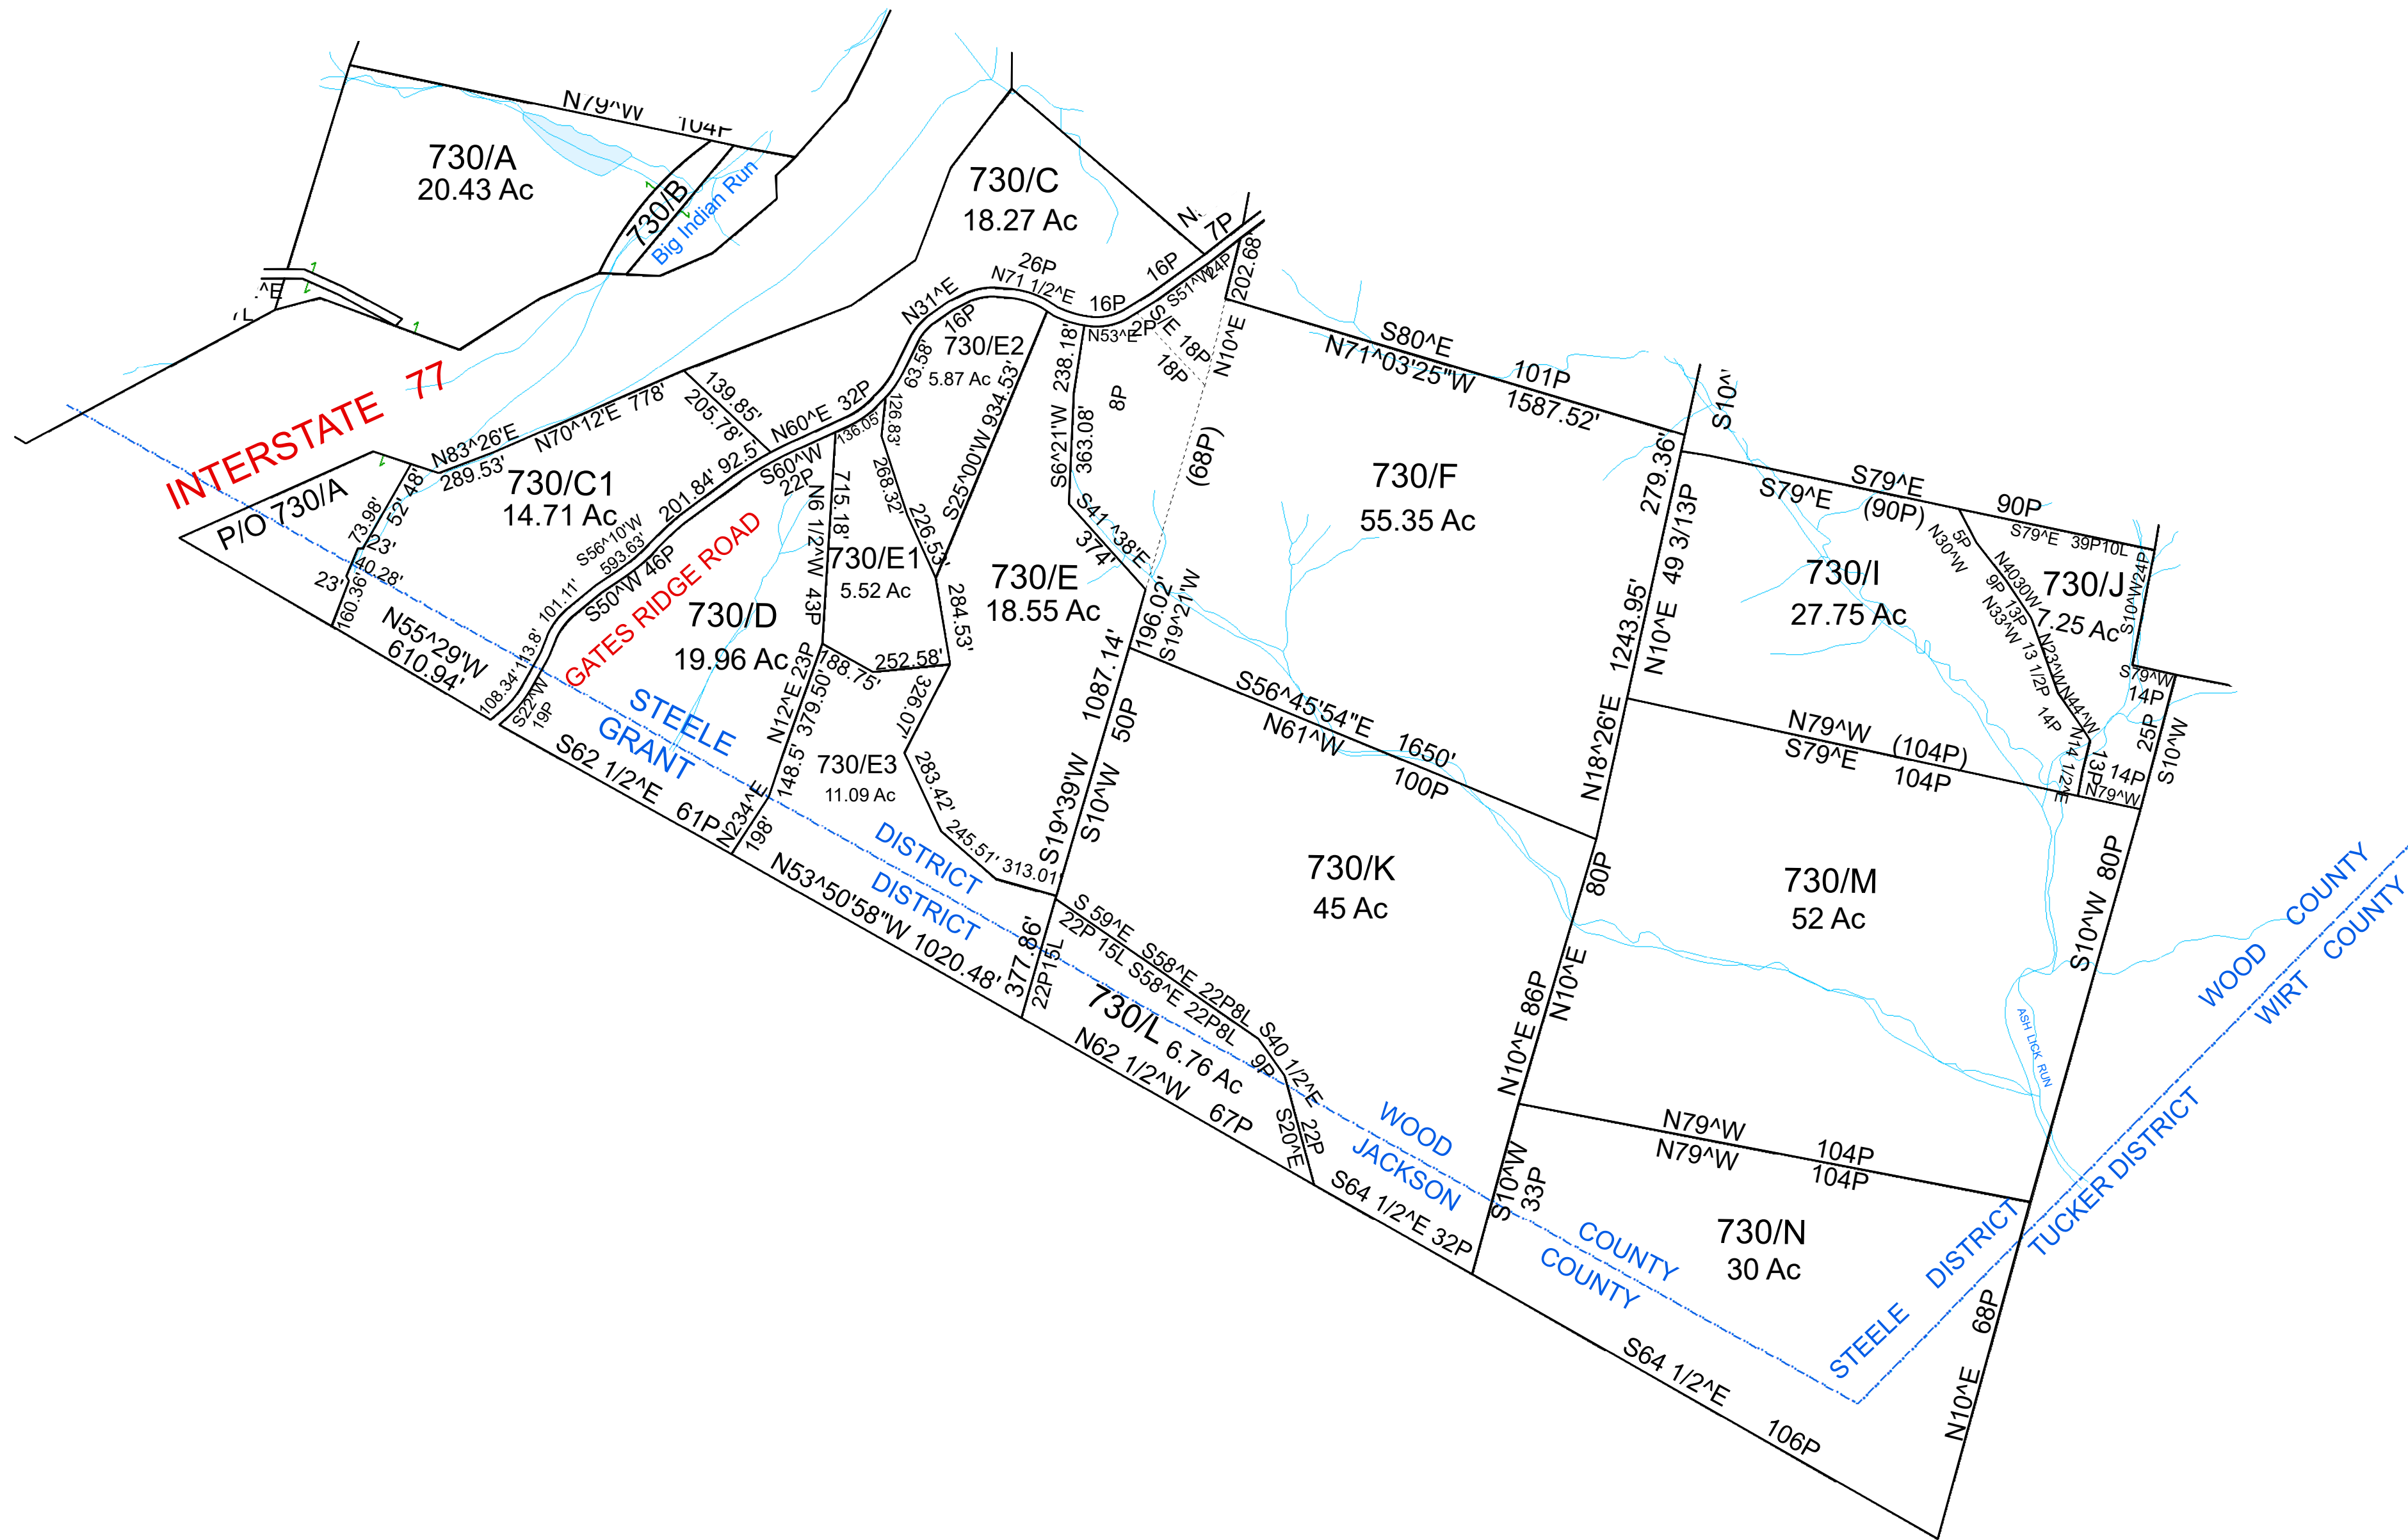 N79^W 104P
730/A
20.43 Ac
730/B
Big Indian Run
^E
INTERSTATE 77
P/O 730/A
730/C
18.27 Ac
7P
26P
N71 1/2^E
16P
16P
N31^E
16P
N53^E
2P
S51^W
24P
202.68'
S/E 18P
18P
N10^E
(68P)
8P
238.18'
S6^21'W 363.08'
S41^38'E
374'
730/E2
5.87 Ac
63.58'
126.83'
136.05'
268.32'
226.53'
S25^00'W 934.53'
N60^E 32P
S60^W
22P
139.85'
205.78'
92.5'
201.84'
N83^26'E
289.53'
N70^12'E 778'
730/C1
14.71 Ac
S56^10'W
593.63'
S50^W 46P
101.11'
113.8'
108.34'
S22^W
19P
52.48'
73.98'
23'
40.28'
23'
160.36'
N55^29'W
610.94'
GATES RIDGE ROAD
730/D
19.96 Ac
715.18'
N6 1/2^W 43P
730/E1
5.52 Ac
284.53'
252.58'
188.75'
N12^E 23P
379.50'
148.5'
N234^E
198'
730/E3
11.09 Ac
326.07'
283.42'
245.51'
313.01'
730/E
18.55 Ac
196.02'
S19^21'W
1087.14'
S19^39'W
50P
S10^W
STEELE DISTRICT
GRANT DISTRICT
S62 1/2^E 61P
N53^50'58"W 1020.48'
377.86'
22P15L
S80^E 101P
N71^03'25"W 1587.52'
730/F
55.35 Ac
S10^
279.36'
1243.95'
N18^26'E
N10^E 49 3/13P
S79^E 90P
S79^E (90P)
S79^E 39P10L
730/I
27.75 Ac
5P
N30^W
N4030W
9P
13P
N33^W
13 1/2P
N23^W
N44^W
14P
N14 1/2^E
13P
730/J
7.25 Ac
S10^W24P
S79^W
14P
25P
S10^W
14P
N79^W
S56^45'54"E 1650'
N61^W 100P
N79^W (104P)
S79^E 104P
730/K
45 Ac
80P
N10^E
N10^E 86P
730/M
52 Ac
S10^W 80P
ASH LICK RUN
S 59^E S58^E 22P8L
22P 15L S58^E 22P8L
S40 1/2^E
9P
22P
S20^E
730/L 6.76 Ac
N62 1/2^W 67P
WOOD COUNTY
JACKSON COUNTY
S64 1/2^E 32P
S10^W
33P
N79^W 104P
N79^W 104P
730/N
30 Ac
S64 1/2^E 106P
N10^E 68P
STEELE DISTRICT
TUCKER DISTRICT
WOOD COUNTY
WIRT COUNTY